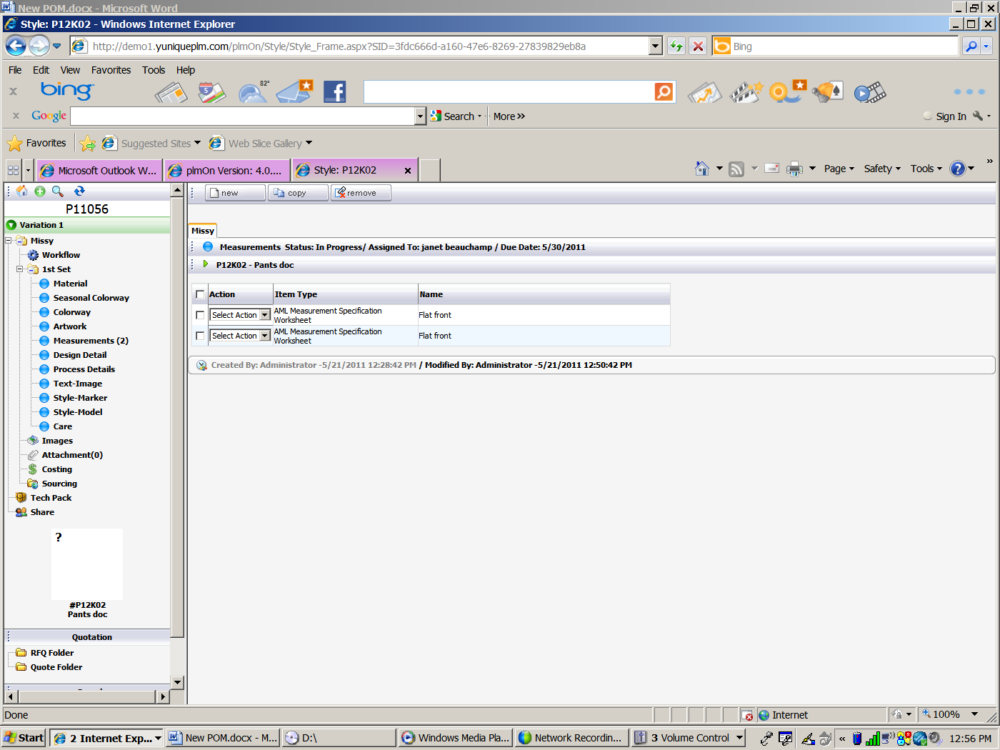 New POM.docx - Microsoft Word
Style: P12K02 - Windows Internet Explorer
http://demo1.yuniqueplm.com/plmOn/Style/Style_Frame.aspx?SID=3fdc666d-a160-47e6-8269-27839829eb8a
Bing
File Edit View Favorites Tools Help
x bing 5 82°
x Google Search More >> Sign In
Favorites Suggested Sites Web Slice Gallery
Microsoft Outlook W... plmOn Version: 4.0.... Style: P12K02 x Page Safety Tools ? »
new copy remove
P11056
Variation 1
Missy
Workflow
1st Set
Material
Seasonal Colorway
Colorway
Artwork
Measurements (2)
Design Detail
Process Details
Text-Image
Style-Marker
Style-Model
Care
Images
Attachment(0)
Costing
Sourcing
Tech Pack
Share
?
#P12K02
Pants doc
Quotation
RFQ Folder
Quote Folder
Missy
Measurements Status: In Progress/ Assigned To: janet beauchamp / Due Date: 5/30/2011
P12K02 - Pants doc
Action Item Type Name
Select Action AML Measurement Specification Worksheet Flat front
Select Action AML Measurement Specification Worksheet Flat front
Created By: Administrator -5/21/2011 12:28:42 PM / Modified By: Administrator -5/21/2011 12:50:42 PM
Done Internet 100%
Start 2 Internet Exp... New POM.docx - M... D:\ Windows Media Pla... Network Recordin... 3 Volume Control « 12:56 PM